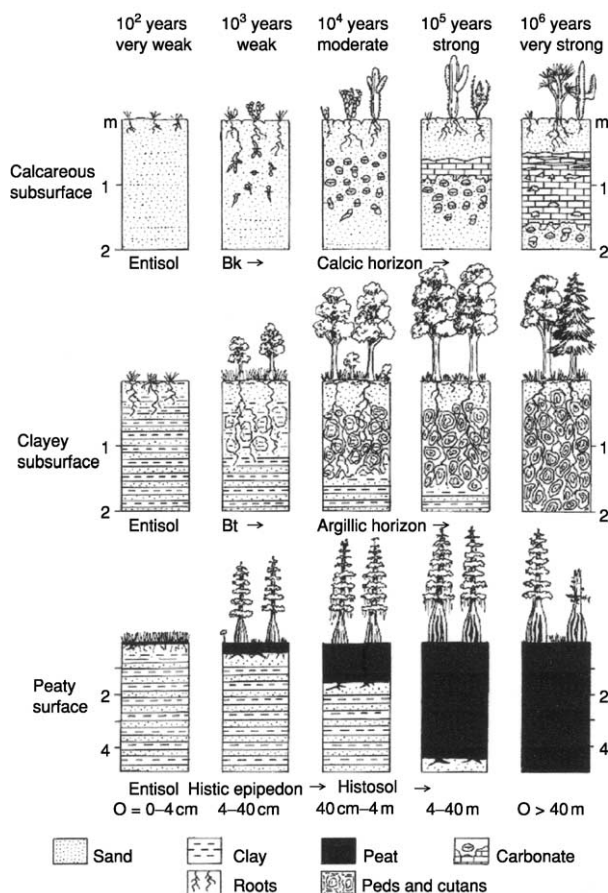 10² years 10³ years 10⁴ years 10⁵ years 10⁶ years
very weak weak moderate strong very strong
m m
Calcareous subsurface
1 1
2 2
Entisol Bk → Calcic horizon →
Clayey subsurface
1 1
2 2
Entisol Bt → Argillic horizon →
Peaty surface
2 2
4 4
Entisol Histic epipedon → Histosol →
O = 0–4 cm 4–40 cm 40 cm–4 m 4–40 m O > 40 m
Sand Clay Peat Carbonate
Roots Peds and cutans